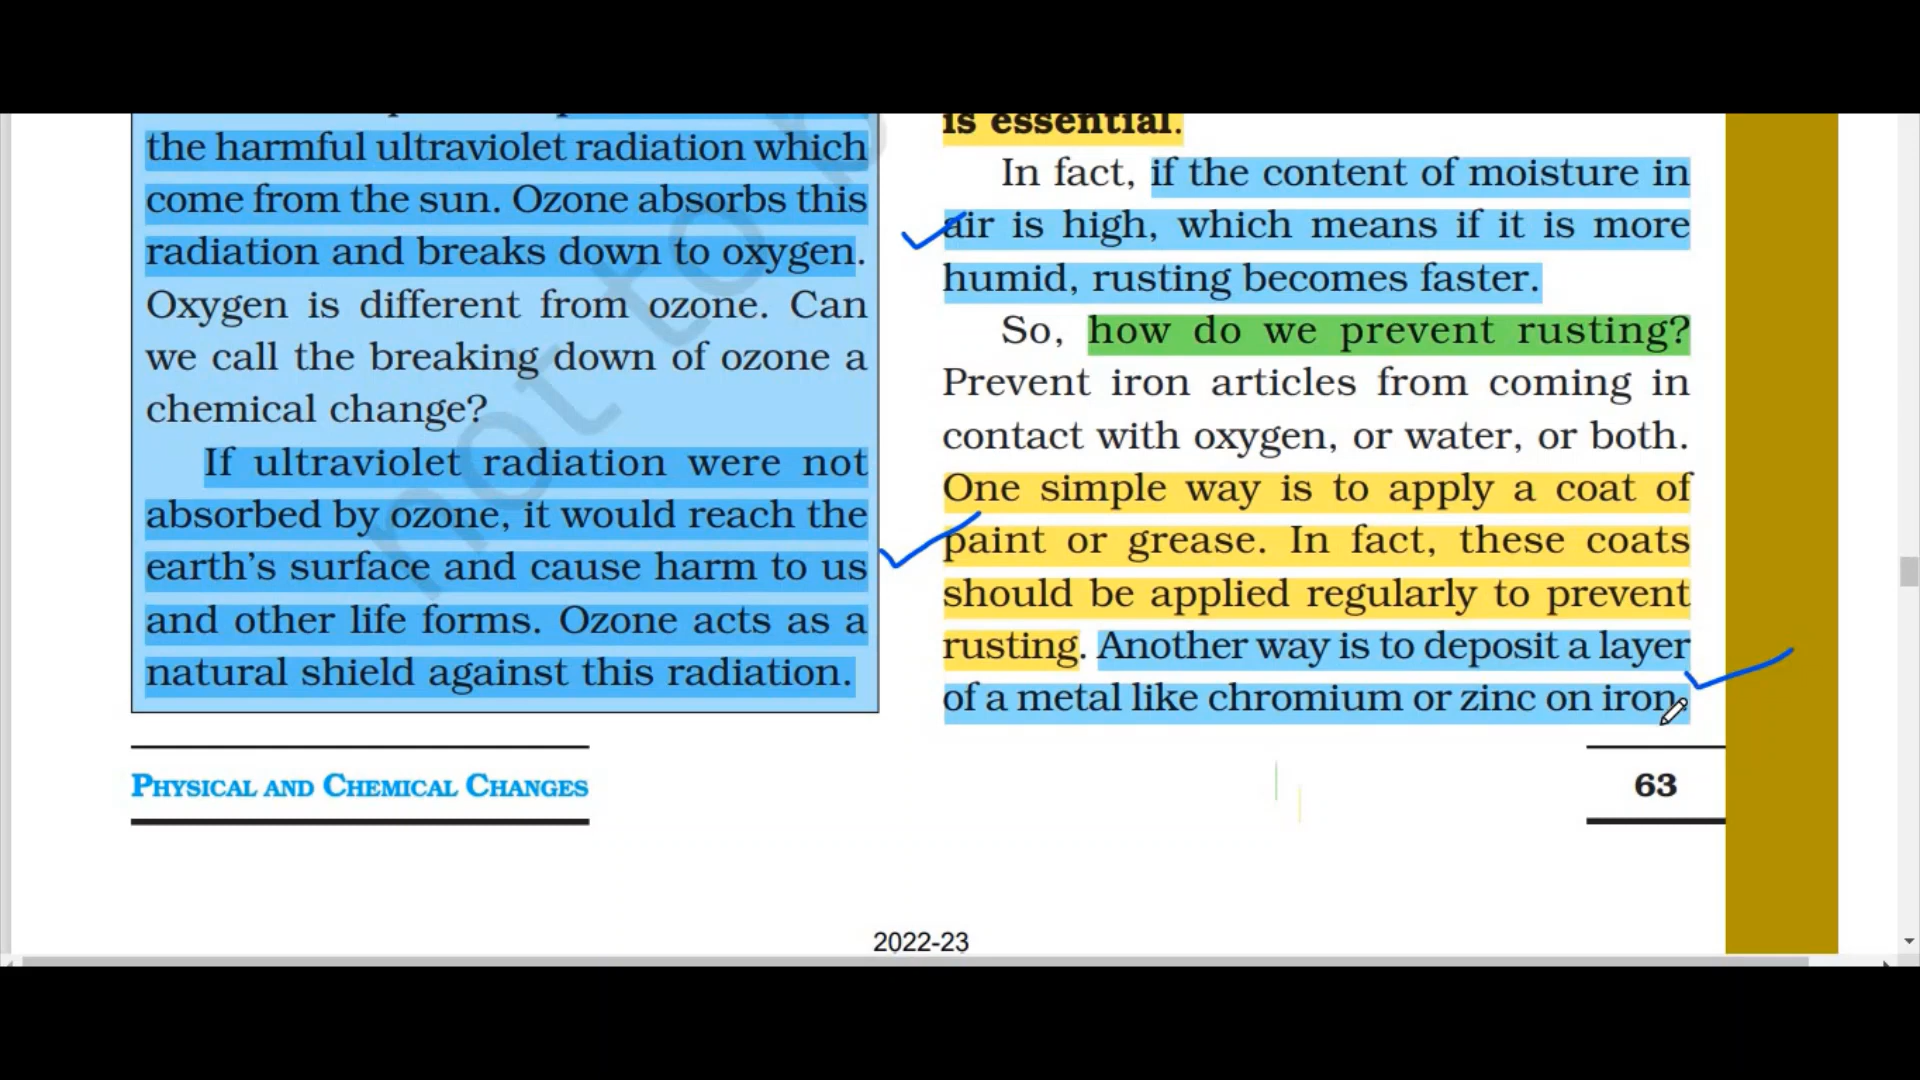 the harmful ultraviolet radiation which
come from the sun. Ozone absorbs this
radiation and breaks down to oxygen.
Oxygen is different from ozone. Can
we call the breaking down of ozone a
chemical change?
If ultraviolet radiation were not
absorbed by ozone, it would reach the
earth's surface and cause harm to us
and other life forms. Ozone acts as a
natural shield against this radiation.
is essential.
In fact, if the content of moisture in
air is high, which means if it is more
humid, rusting becomes faster.
So, how do we prevent rusting?
Prevent iron articles from coming in
contact with oxygen, or water, or both.
One simple way is to apply a coat of
paint or grease. In fact, these coats
should be applied regularly to prevent
rusting. Another way is to deposit a layer
of a metal like chromium or zinc on iron.
PHYSICAL AND CHEMICAL CHANGES
63
2022-23
not to